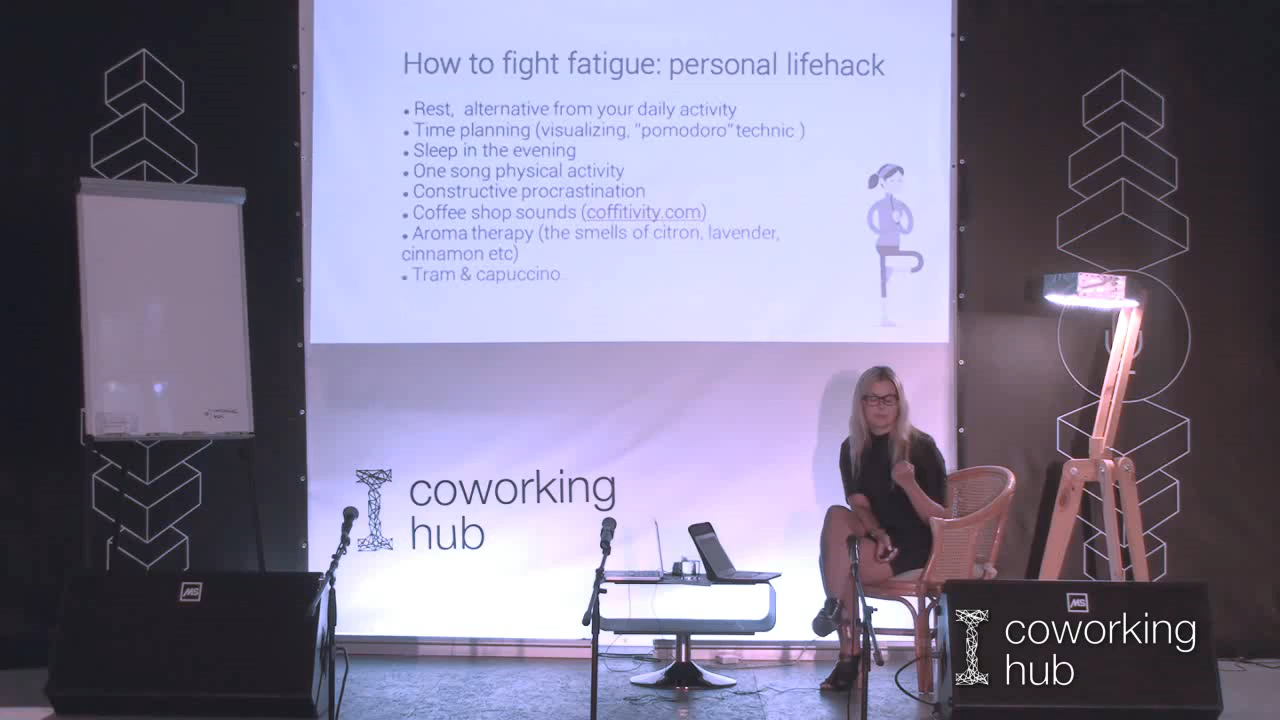 How to fight fatigue: personal lifehack
• Rest, alternative from your daily activity
• Time planning (visualizing, "pomodoro" technic )
• Sleep in the evening
• One song physical activity
• Constructive procrastination
• Coffee shop sounds (coffitivity.com)
• Aroma therapy (the smells of citron, lavender,
cinnamon etc)
• Tram & capuccino
coworking
hub
MS
MS
coworking
hub